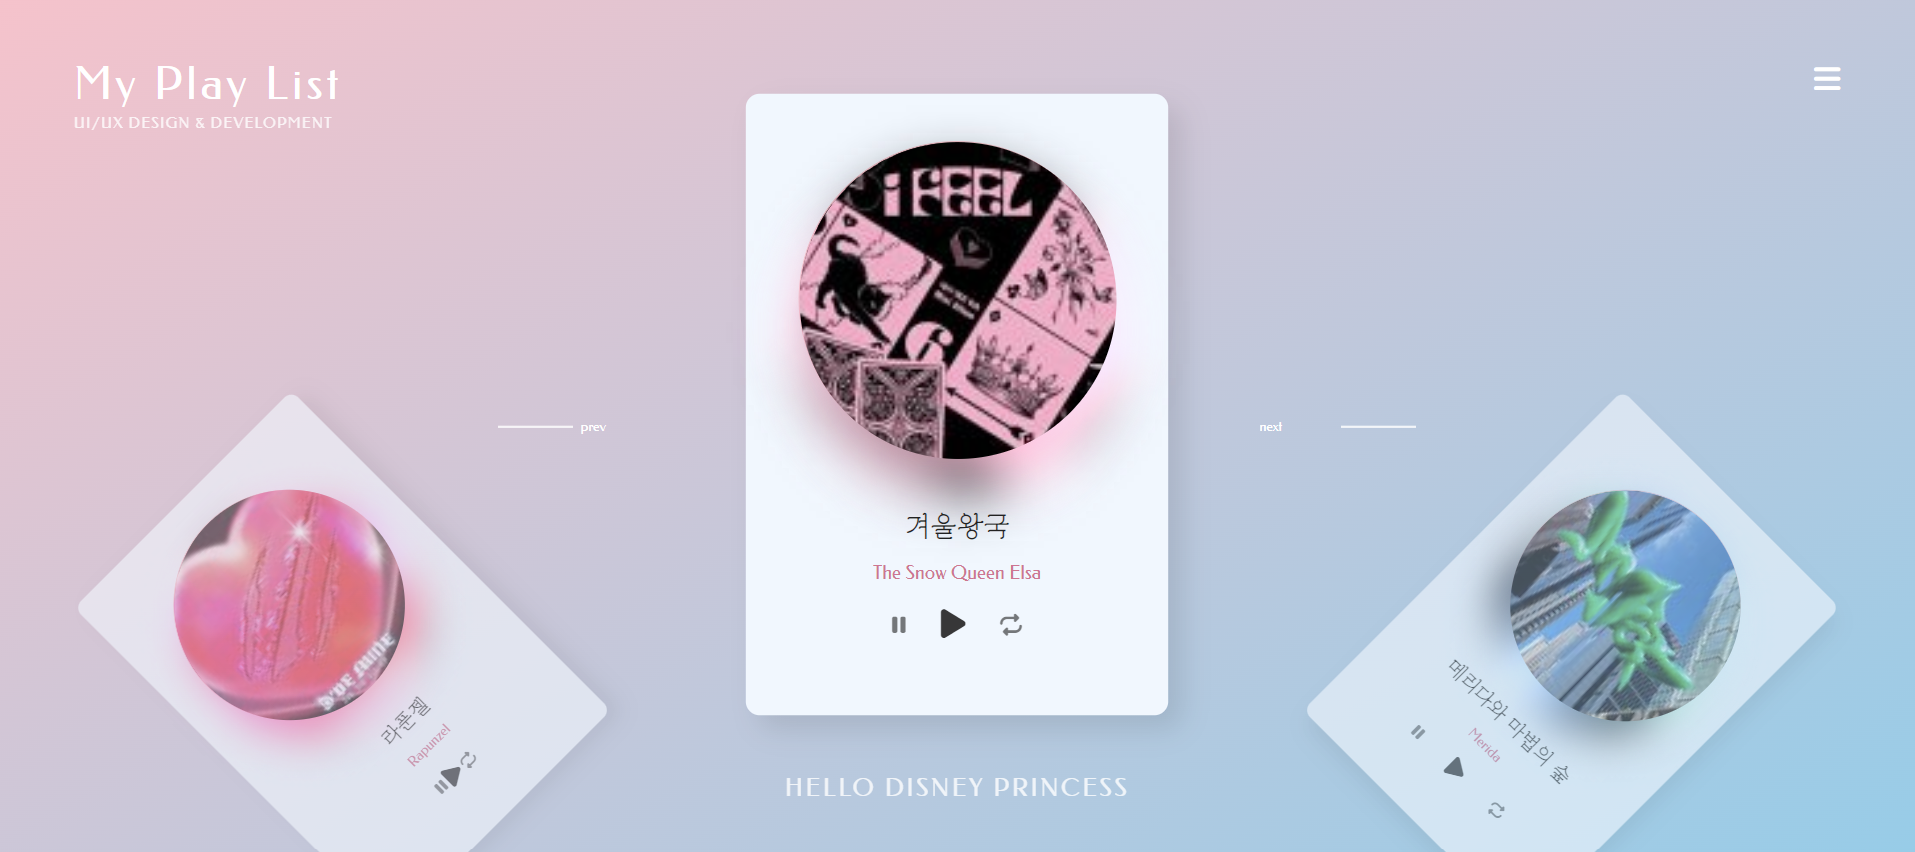 My Play List
UI/UX DESIGN & DEVELOPMENT
i FEEL
6
겨울왕국
The Snow Queen Elsa
prev
next
라푼젤
Rapunzel
메리다와 마법의 숲
Merida
HELLO DISNEY PRINCESS